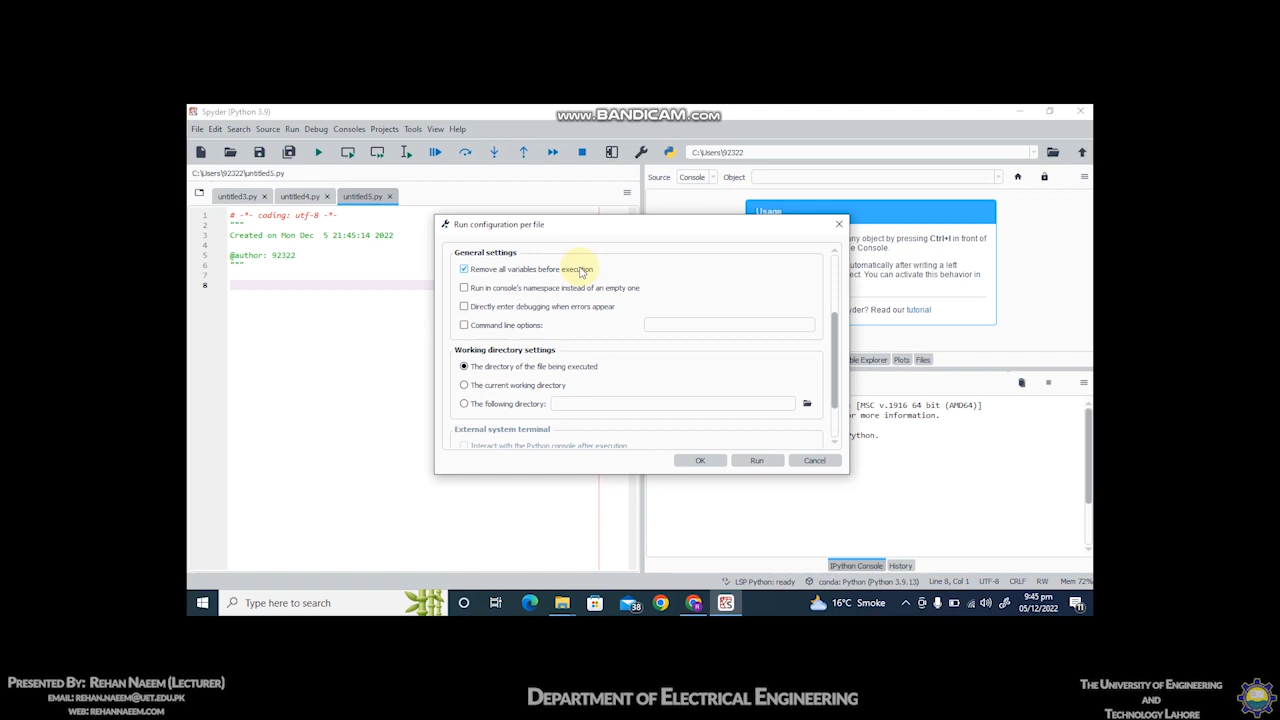 www.BANDICAM.com
Spyder (Python 3.9)
File Edit Search Source Run Debug Consoles Projects Tools View Help
C:\Users\92322
C:\Users\92322\untitled5.py
Source Console Object
untitled3.py untitled4.py untitled5.py
Usage
1 # -*- coding: utf-8 -*-
2 """
3 Created on Mon Dec  5 21:45:14 2022
4
5 @author: 92322
6 """
7
8
Run configuration per file
General settings
Remove all variables before execution
Run in console's namespace instead of an empty one
Directly enter debugging when errors appear
Command line options:
Working directory settings
The directory of the file being executed
The current working directory
The following directory:
External system terminal
Interact with the Python console after execution
OK Run Cancel
ny object by pressing Ctrl+I in front of
e Console.
utomatically after writing a left
ect. You can activate this behavior in
yder? Read our tutorial
ble Explorer Plots Files
[MSC v.1916 64 bit (AMD64)]
or more information.
ython.
IPython Console History
LSP Python: ready conda: Python (Python 3.9.13) Line 8, Col 1 UTF-8 CRLF RW Mem 72%
Type here to search
38
16°C Smoke
9:45 pm
05/12/2022
Presented By: Rehan Naeem (Lecturer)
email: rehan.naeem@uet.edu.pk
web: rehannaeem.com
Department of Electrical Engineering
The University of Engineering
and
Technology Lahore